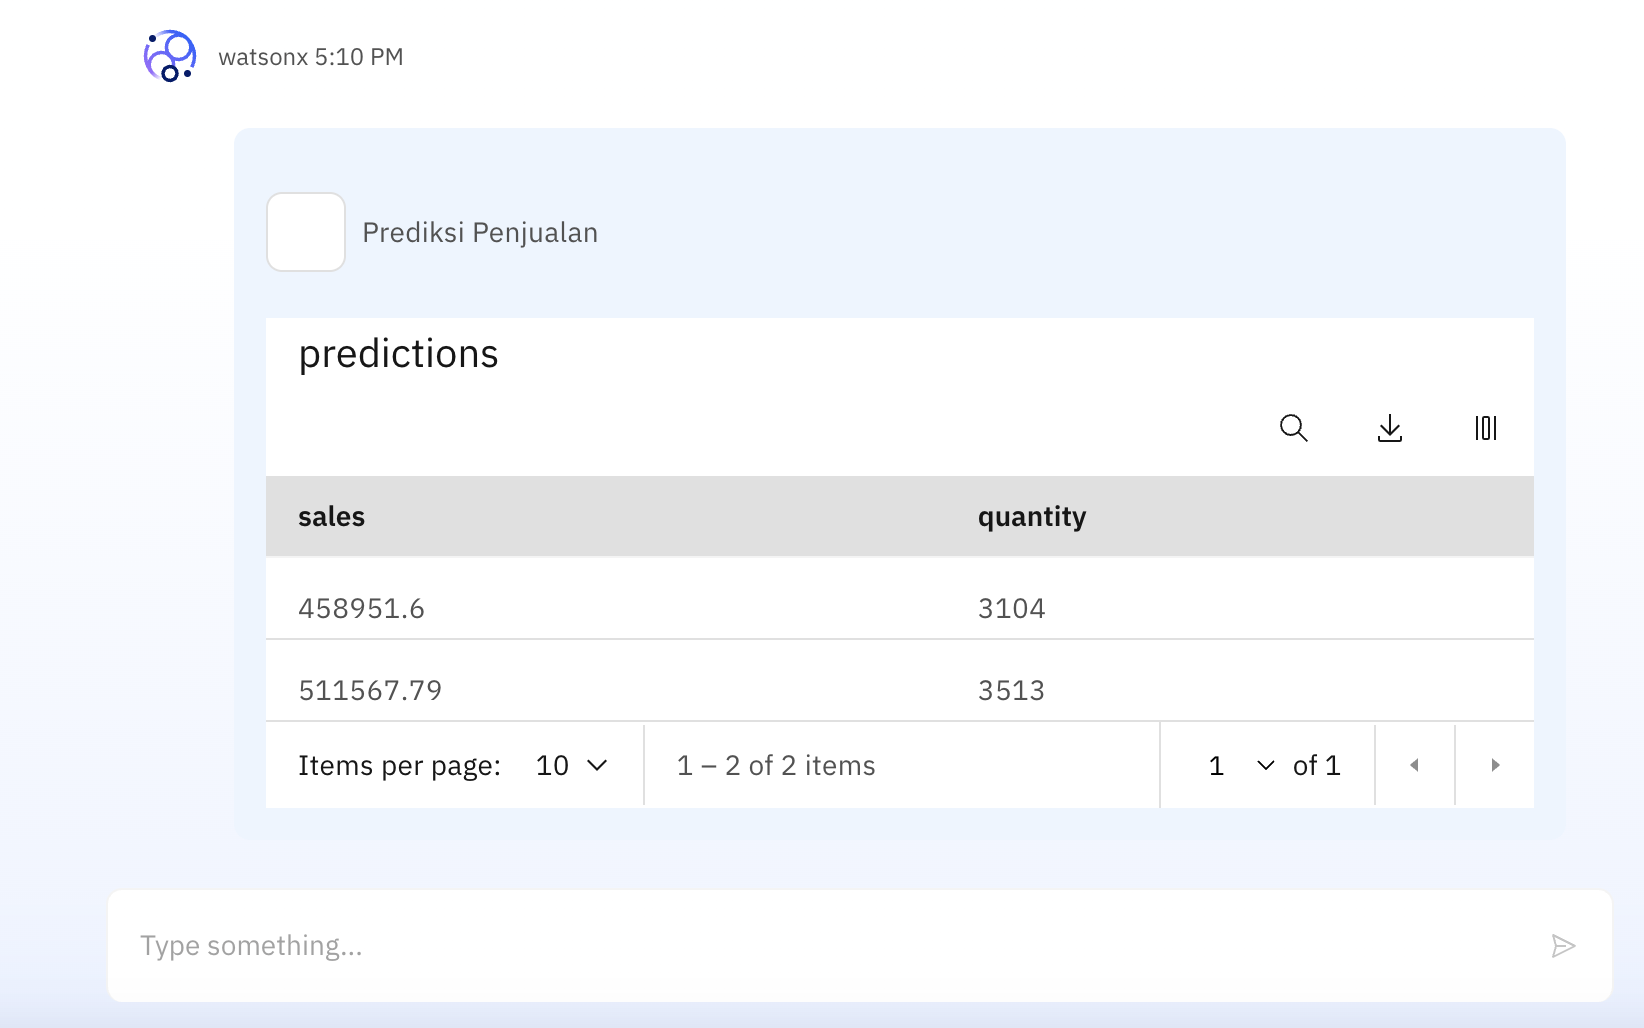 watsonx 5:10 PM
Prediksi Penjualan
predictions
sales quantity
458951.6 3104
511567.79 3513
Items per page: 10 1 – 2 of 2 items 1 of 1
Type something...